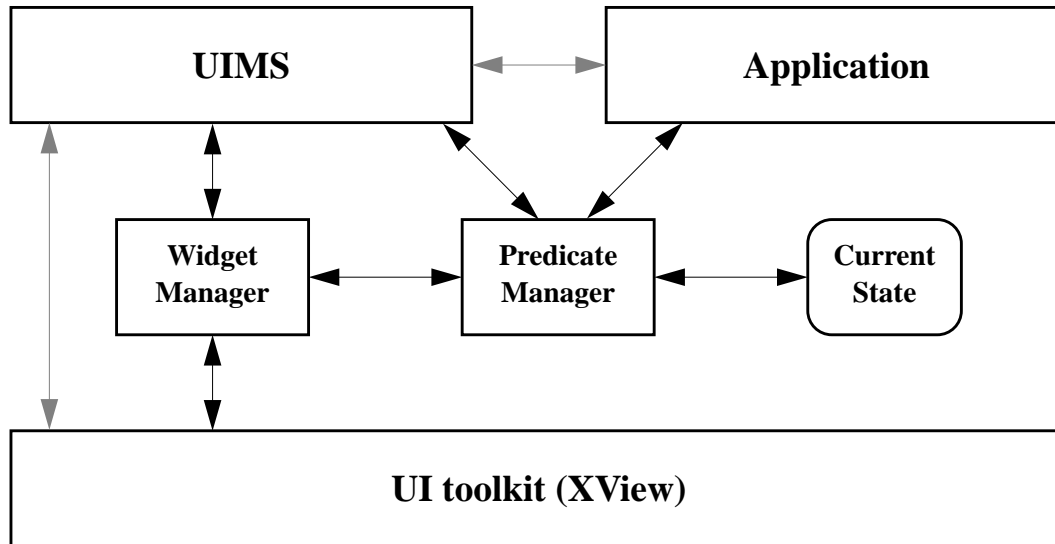 UIMS
Application
Widget
Manager
Predicate
Manager
Current
State
UI toolkit (XView)